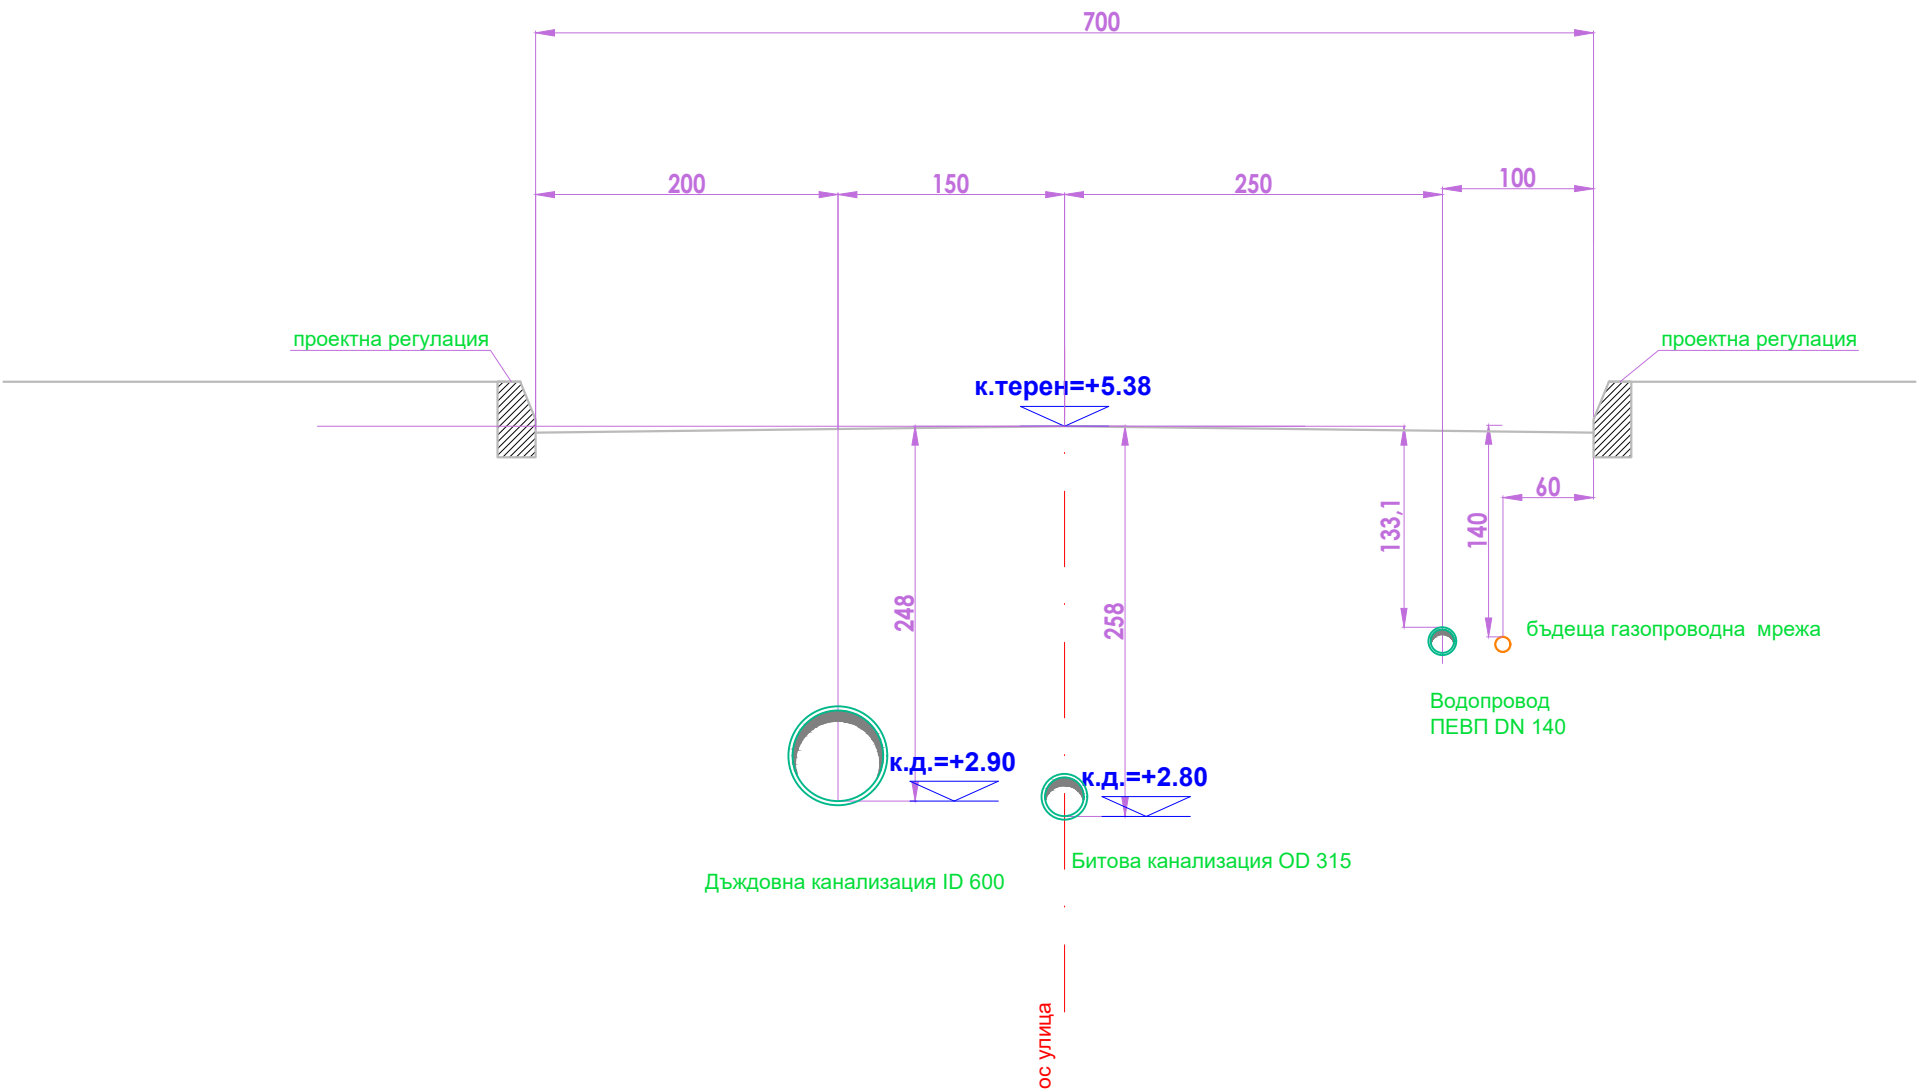 700
200
150
250
100
проектна регулация
проектна регулация
к.терен=+5.38
60
133,1
140
248
258
бъдеща газопроводна мрежа
Водопровод
ПЕВП DN 140
к.д.=+2.90
к.д.=+2.80
Битова канализация OD 315
Дъждовна канализация ID 600
ос улица